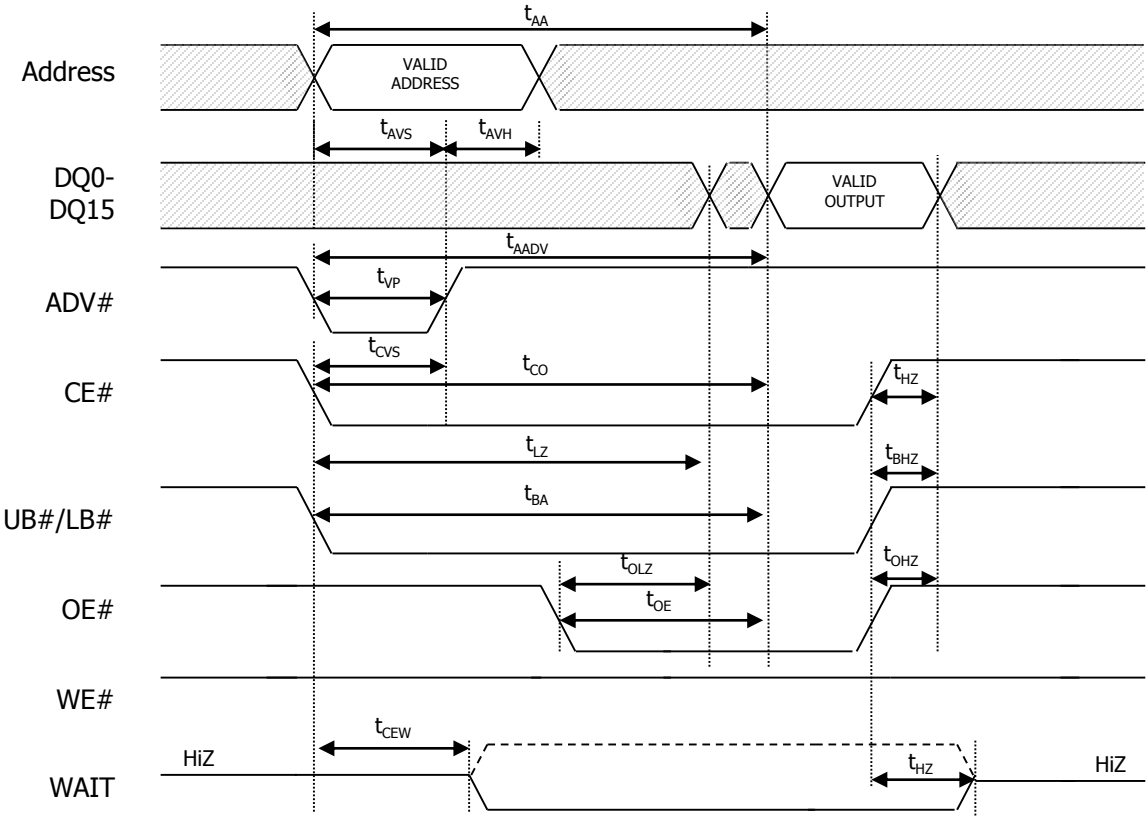 tAA
Address
VALID
ADDRESS
tAVS
tAVH
DQ0-
DQ15
VALID
OUTPUT
tAADV
ADV#
tVP
tCVS
tCO
CE#
tHZ
tLZ
tBHZ
UB#/LB#
tBA
tOLZ
tOHZ
OE#
tOE
WE#
tCEW
HiZ
tHZ
HiZ
WAIT